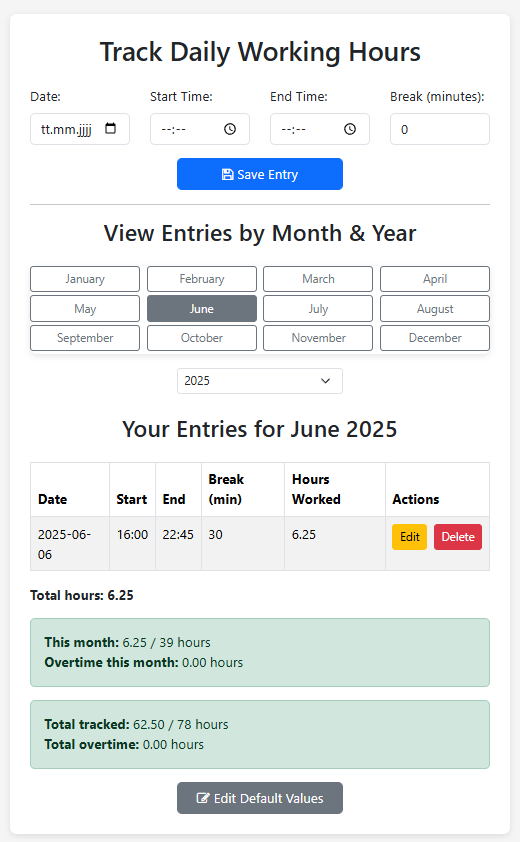 Track Daily Working Hours
Date: Start Time: End Time: Break (minutes):
tt.mm.jjjj --:-- --:-- 0
Save Entry
View Entries by Month & Year
January February March April
May June July August
September October November December
2025
Your Entries for June 2025
Date Start End Break (min) Hours Worked Actions
2025-06-06 16:00 22:45 30 6.25 Edit Delete
Total hours: 6.25
This month: 6.25 / 39 hours
Overtime this month: 0.00 hours
Total tracked: 62.50 / 78 hours
Total overtime: 0.00 hours
Edit Default Values